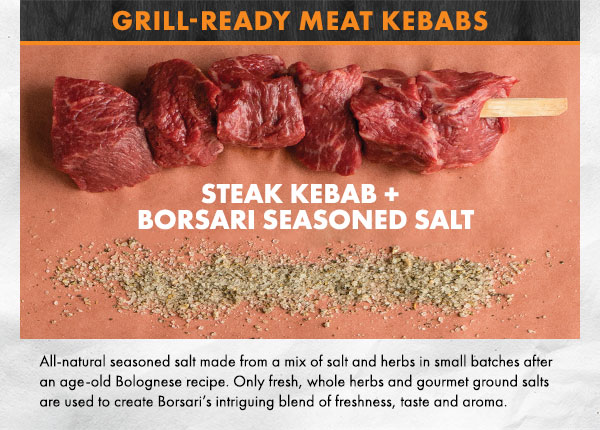 GRILL-READY MEAT KEBABS
STEAK KEBAB +
BORSARI SEASONED SALT
All-natural seasoned salt made from a mix of salt and herbs in small batches after
an age-old Bolognese recipe. Only fresh, whole herbs and gourmet ground salts
are used to create Borsari's intriguing blend of freshness, taste and aroma.